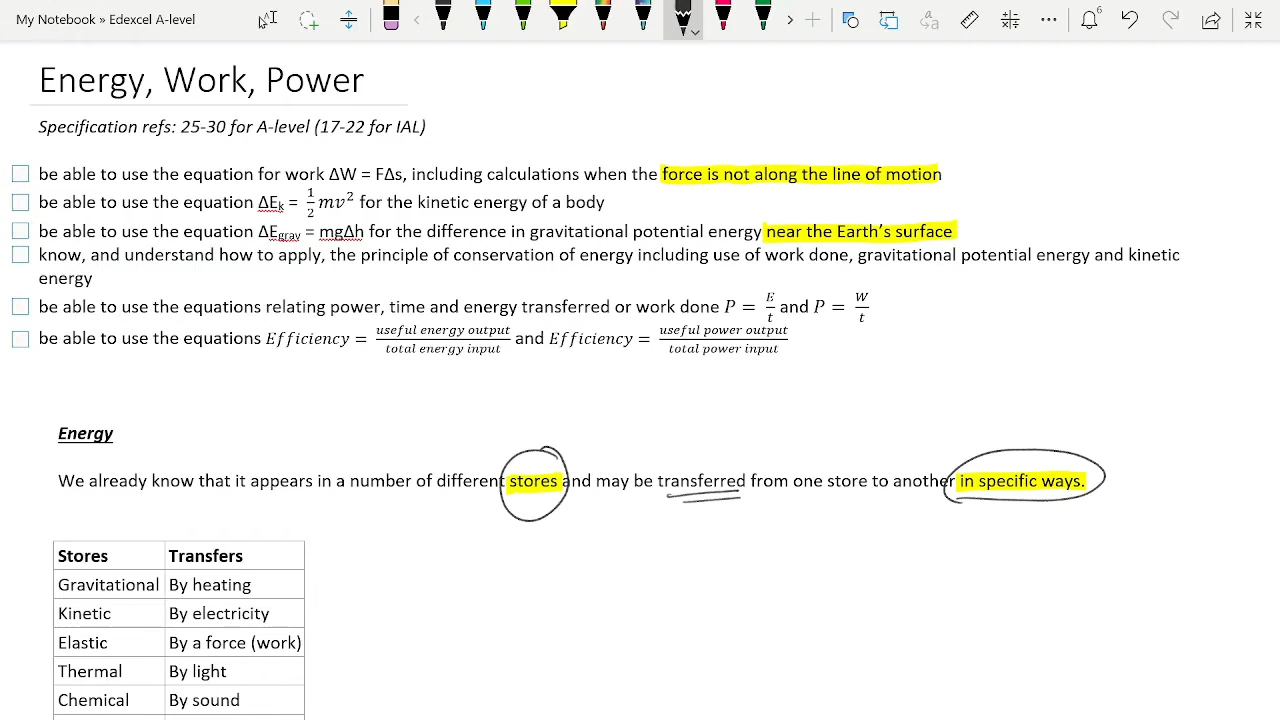 My Notebook » Edexcel A-level
6
Energy, Work, Power
Specification refs: 25-30 for A-level (17-22 for IAL)
be able to use the equation for work ΔW = FΔs, including calculations when the force is not along the line of motion
be able to use the equation ΔEk = 1/2 mv² for the kinetic energy of a body
be able to use the equation ΔEgrav = mgΔh for the difference in gravitational potential energy near the Earth's surface
know, and understand how to apply, the principle of conservation of energy including use of work done, gravitational potential energy and kinetic
energy
be able to use the equations relating power, time and energy transferred or work done P = E/t and P = W/t
be able to use the equations Efficiency = useful energy output/total energy input and Efficiency = useful power output/total power input
Energy
We already know that it appears in a number of different stores and may be transferred from one store to another in specific ways.
Stores Transfers
Gravitational By heating
Kinetic By electricity
Elastic By a force (work)
Thermal By light
Chemical By sound